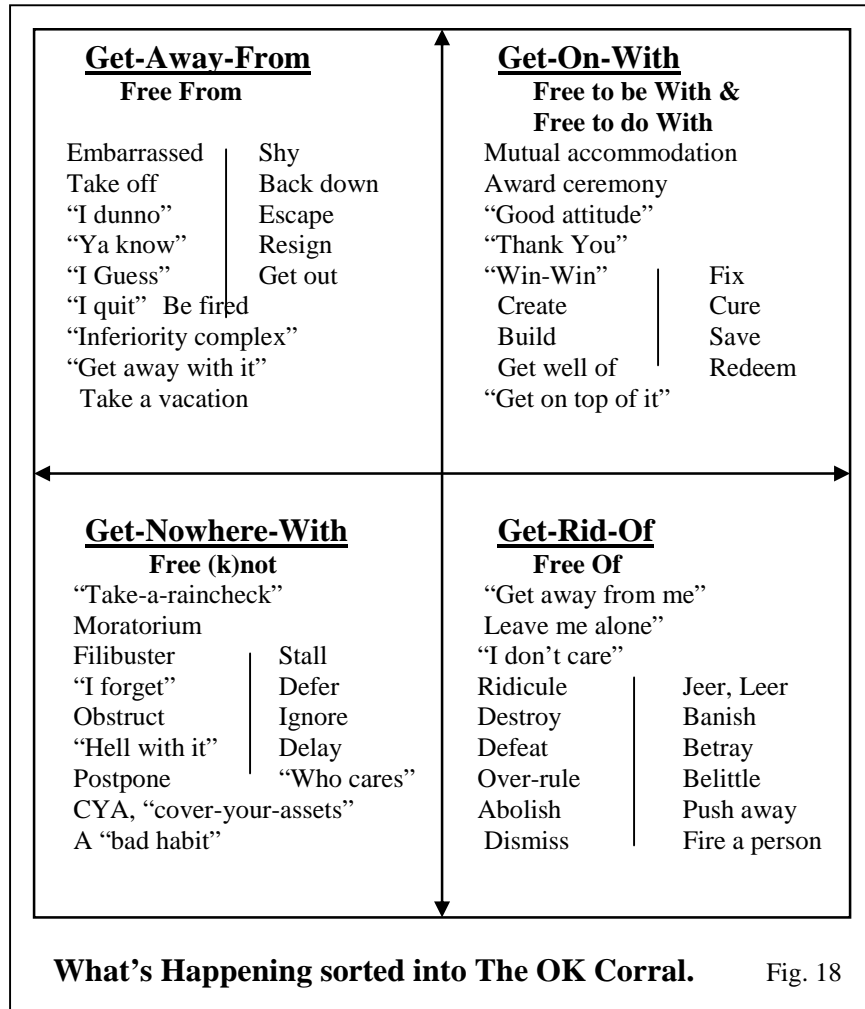 Get-Away-From
Free From
Embarrassed Shy
Take off Back down
“I dunno” Escape
“Ya know” Resign
“I Guess” Get out
“I quit” Be fired
“Inferiority complex”
“Get away with it”
Take a vacation
Get-On-With
Free to be With &
Free to do With
Mutual accommodation
Award ceremony
“Good attitude”
“Thank You”
“Win-Win” Fix
Create Cure
Build Save
Get well of Redeem
“Get on top of it”
Get-Nowhere-With
Free (k)not
“Take-a-raincheck”
Moratorium
Filibuster Stall
“I forget” Defer
Obstruct Ignore
“Hell with it” Delay
Postpone “Who cares”
CYA, “cover-your-assets”
A “bad habit”
Get-Rid-Of
Free Of
“Get away from me”
Leave me alone”
“I don’t care”
Ridicule Jeer, Leer
Destroy Banish
Defeat Betray
Over-rule Belittle
Abolish Push away
Dismiss Fire a person
What’s Happening sorted into The OK Corral. Fig. 18